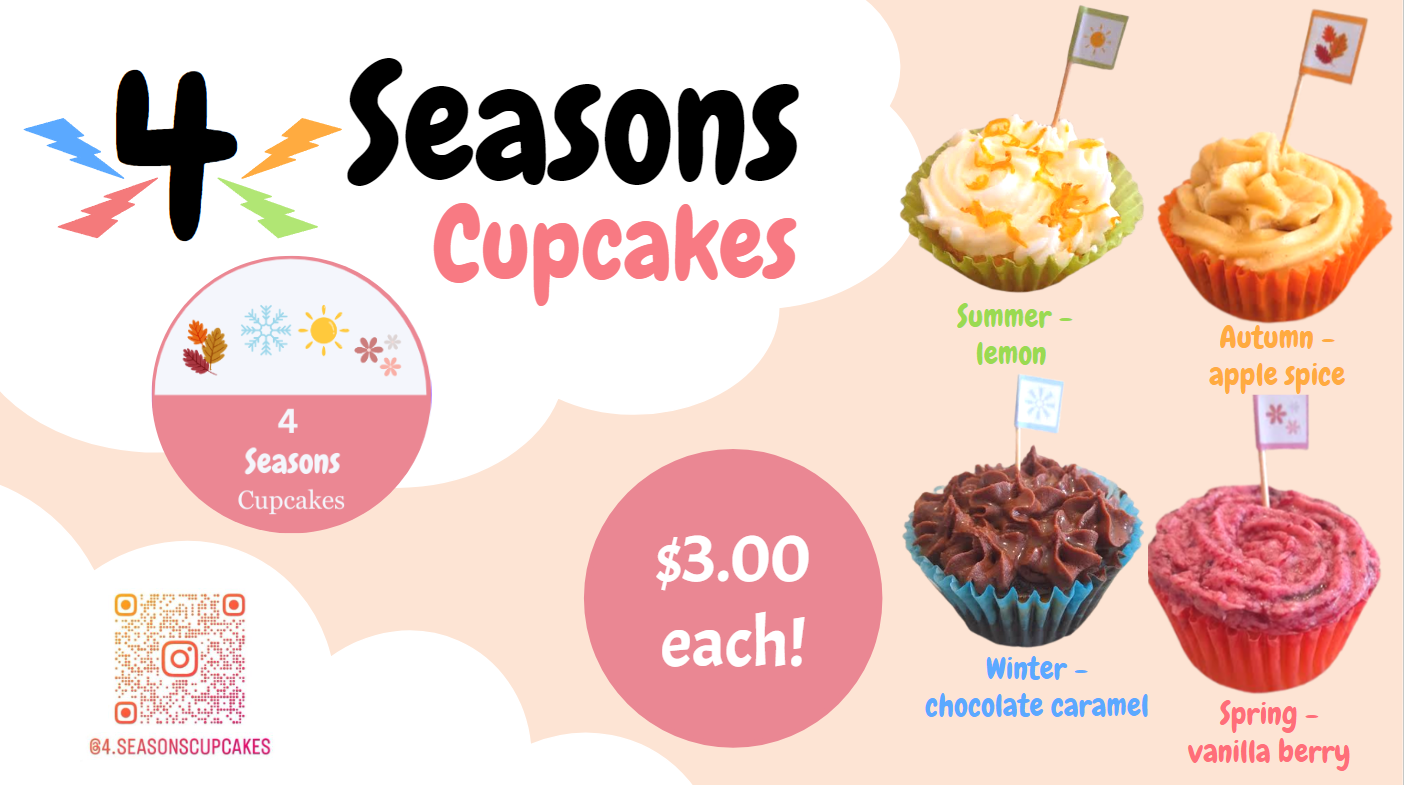 4 Seasons
Cupcakes
4
Seasons
Cupcakes
$3.00
each!
@4.SEASONSCUPCAKES
Summer -
lemon
Autumn -
apple spice
Winter -
chocolate caramel
Spring -
vanilla berry